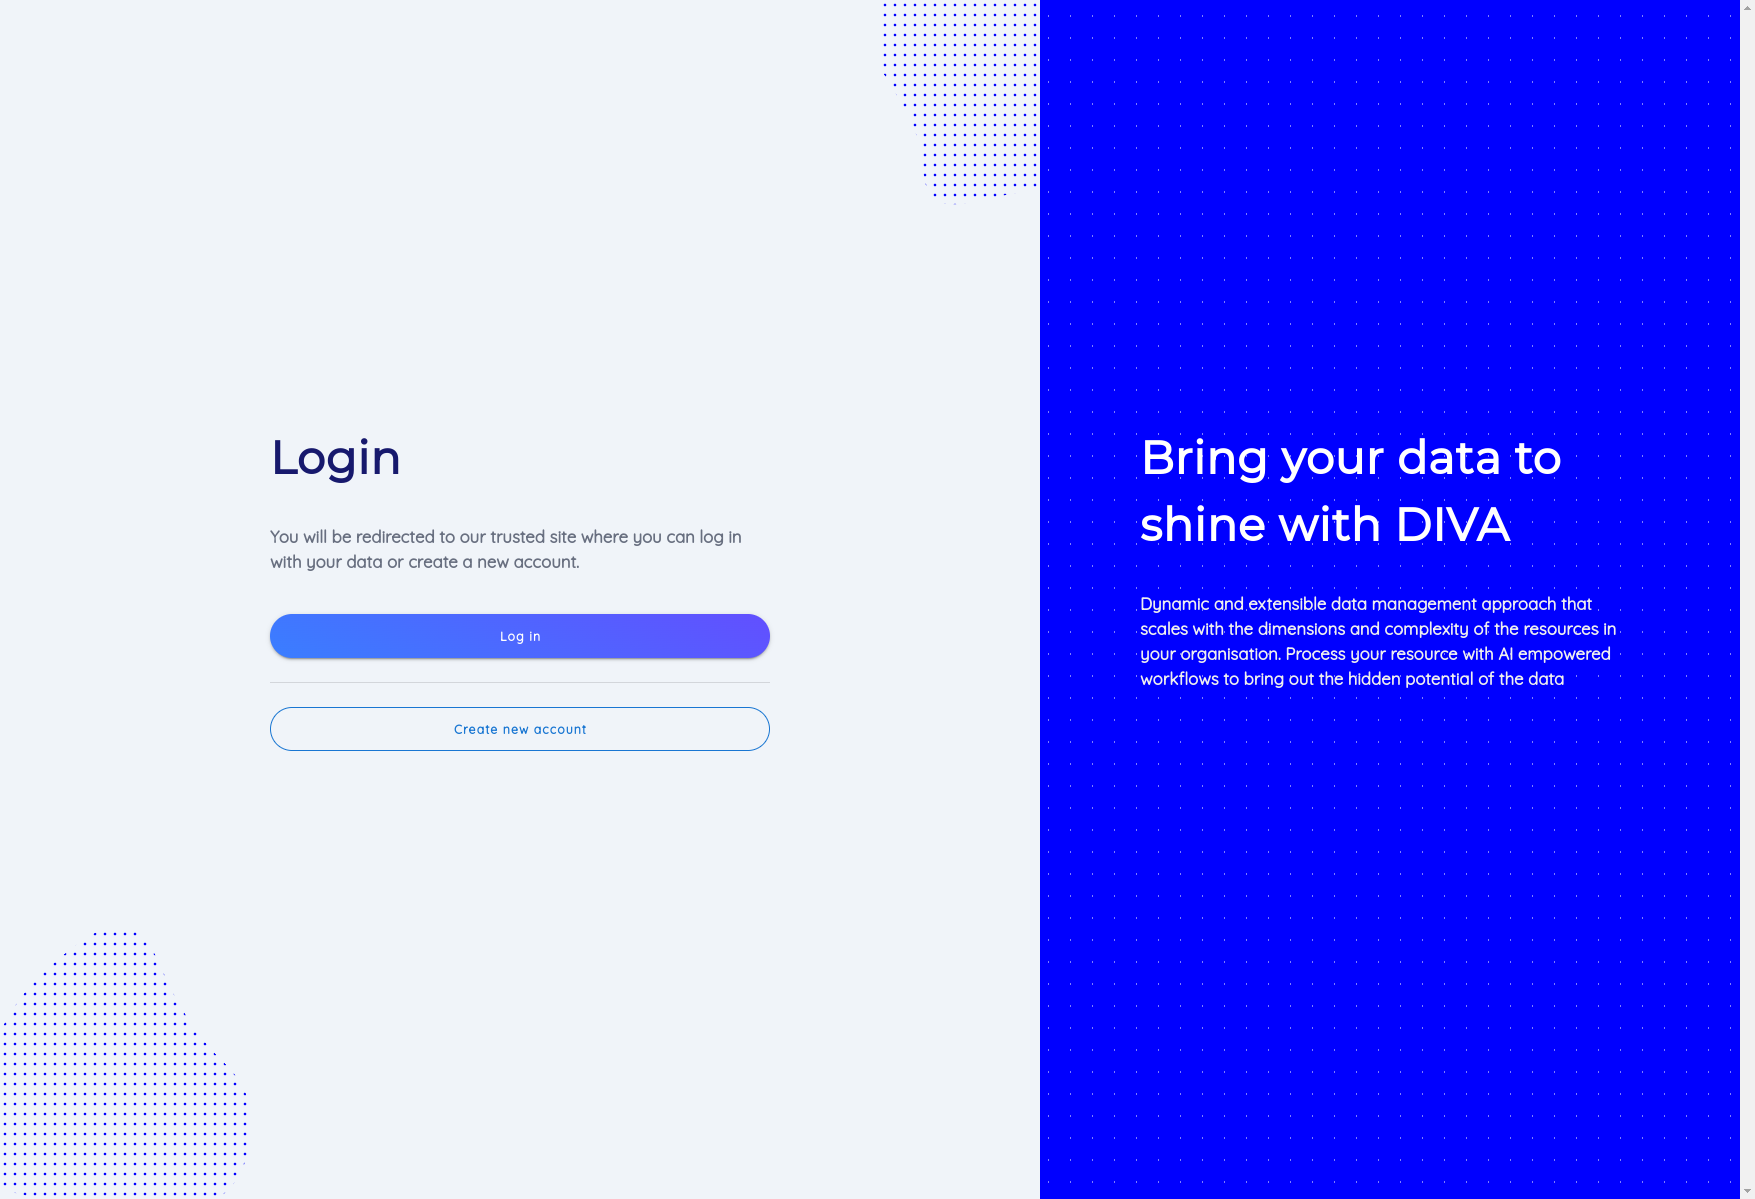 Login
You will be redirected to our trusted site where you can log in
with your data or create a new account.
Log in
Create new account
Bring your data to
shine with DIVA
Dynamic and extensible data management approach that
scales with the dimensions and complexity of the resources in
your organisation. Process your resource with AI empowered
workflows to bring out the hidden potential of the data